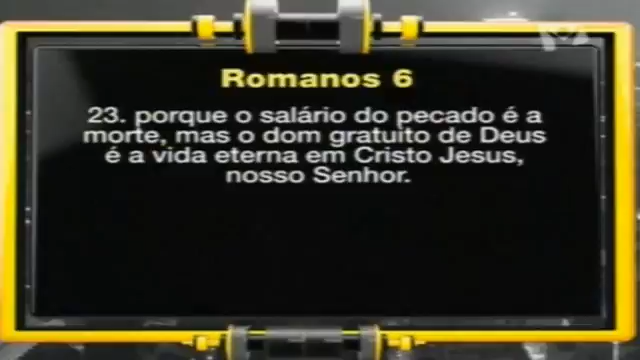 Romanos 6
23. porque o salário do pecado é a
morte, mas o dom gratuito de Deus
é a vida eterna em Cristo Jesus,
nosso Senhor.